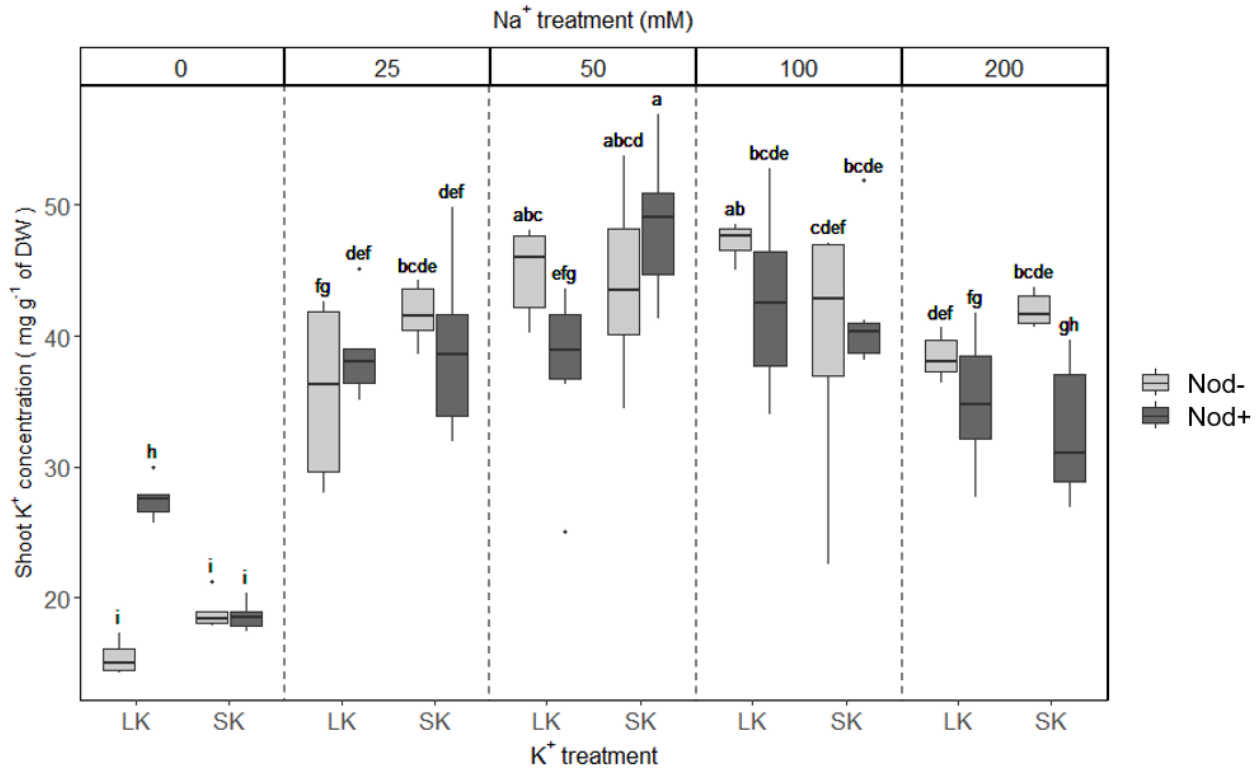 Na⁺ treatment (mM)
0 25 50 100 200
Shoot K⁺ concentration ( mg g⁻¹ of DW )
50
40
30
20
i
h
i
i
fg
def
bcde
def
abc
efg
abcd
a
ab
bcde
cdef
bcde
def
fg
bcde
gh
LK SK LK SK LK SK LK SK LK SK
K⁺ treatment
Nod-
Nod+